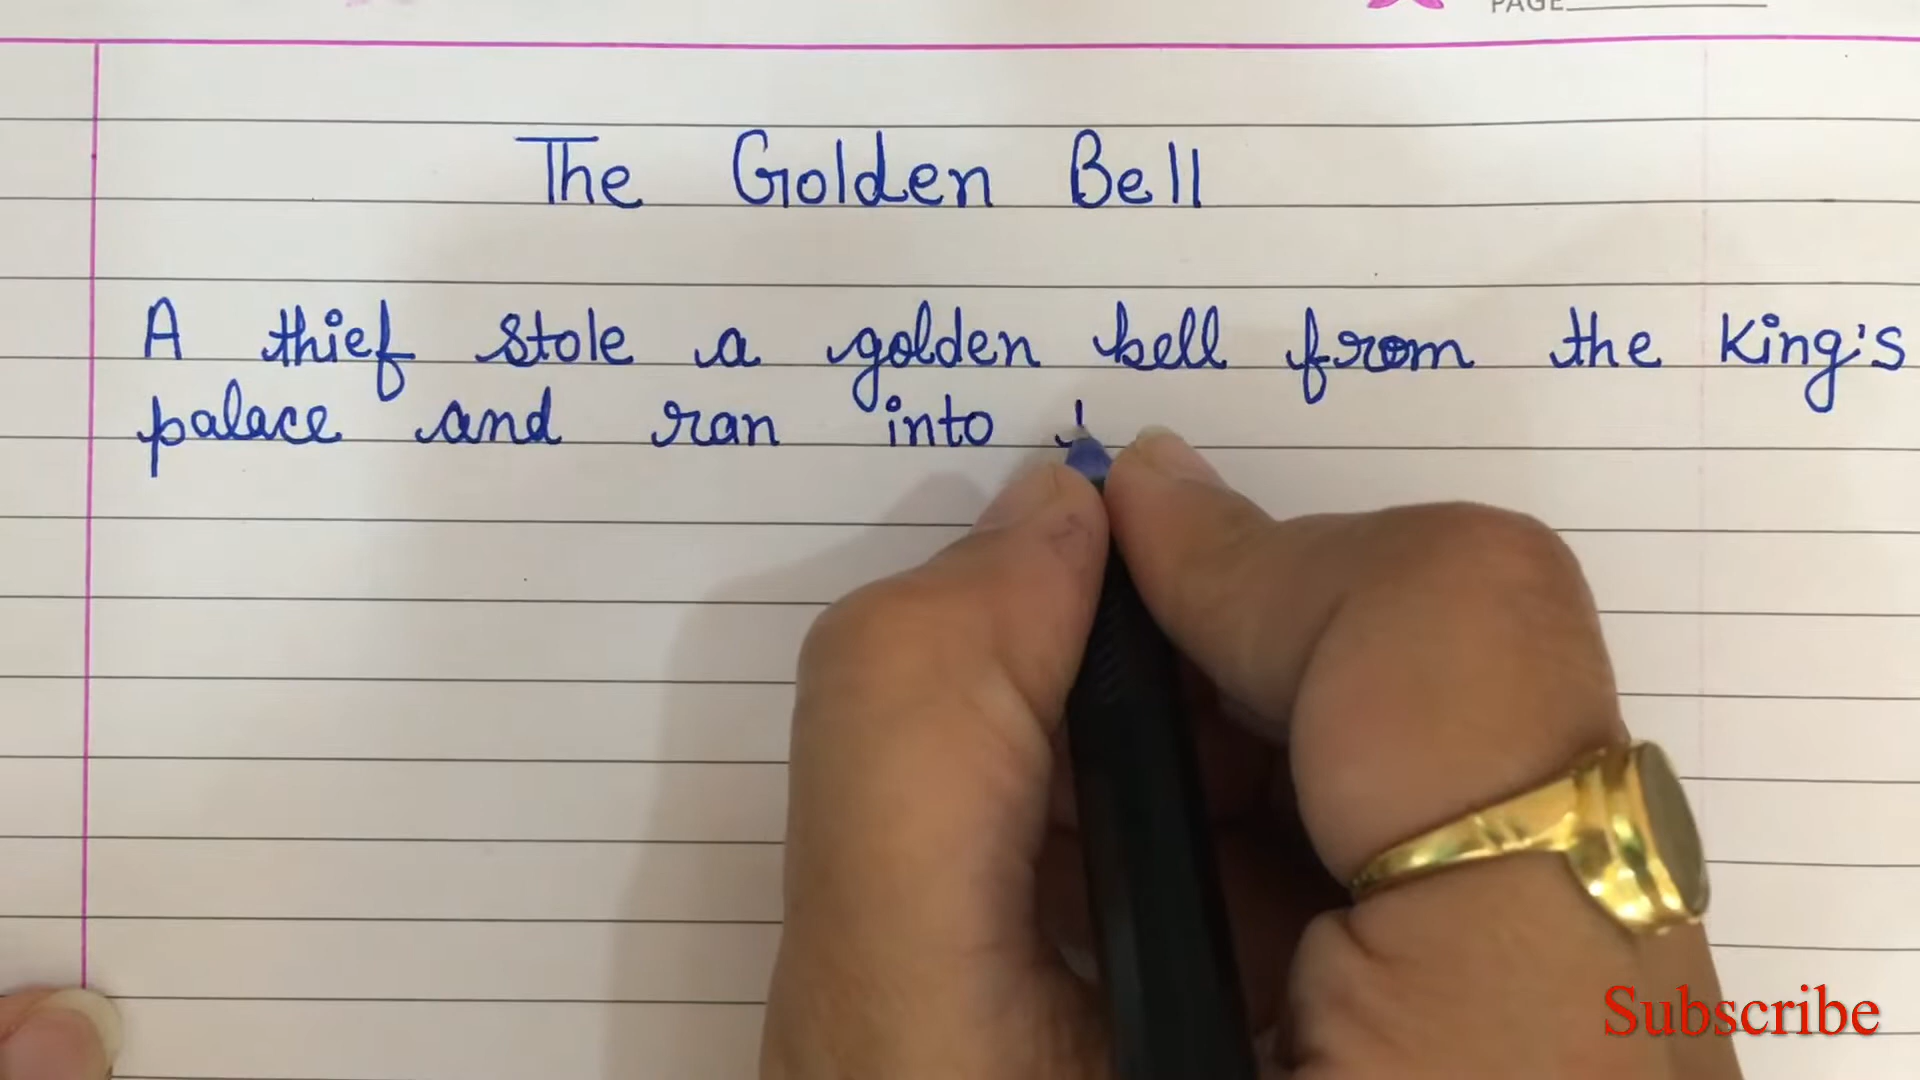 PAGE
The Golden Bell
A thief stole a golden bell from the King's
palace and ran into
Subscribe